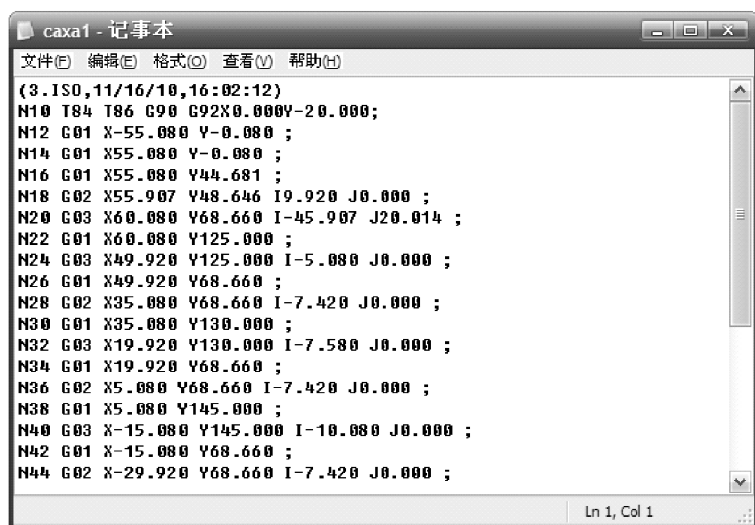 caxa1 - 记事本
文件(F) 编辑(E) 格式(O) 查看(V) 帮助(H)
(3.ISO,11/16/10,16:02:12)
N10 T84 T86 G90 G92X0.000Y-20.000;
N12 G01 X-55.080 Y-0.080 ;
N14 G01 X55.080 Y-0.080 ;
N16 G01 X55.080 Y44.681 ;
N18 G02 X55.907 Y48.646 I9.920 J0.000 ;
N20 G03 X60.080 Y68.660 I-45.907 J20.014 ;
N22 G01 X60.080 Y125.000 ;
N24 G03 X49.920 Y125.000 I-5.080 J0.000 ;
N26 G01 X49.920 Y68.660 ;
N28 G02 X35.080 Y68.660 I-7.420 J0.000 ;
N30 G01 X35.080 Y130.000 ;
N32 G03 X19.920 Y130.000 I-7.580 J0.000 ;
N34 G01 X19.920 Y68.660 ;
N36 G02 X5.080 Y68.660 I-7.420 J0.000 ;
N38 G01 X5.080 Y145.000 ;
N40 G03 X-15.080 Y145.000 I-10.080 J0.000 ;
N42 G01 X-15.080 Y68.660 ;
N44 G02 X-29.920 Y68.660 I-7.420 J0.000 ;
Ln 1, Col 1